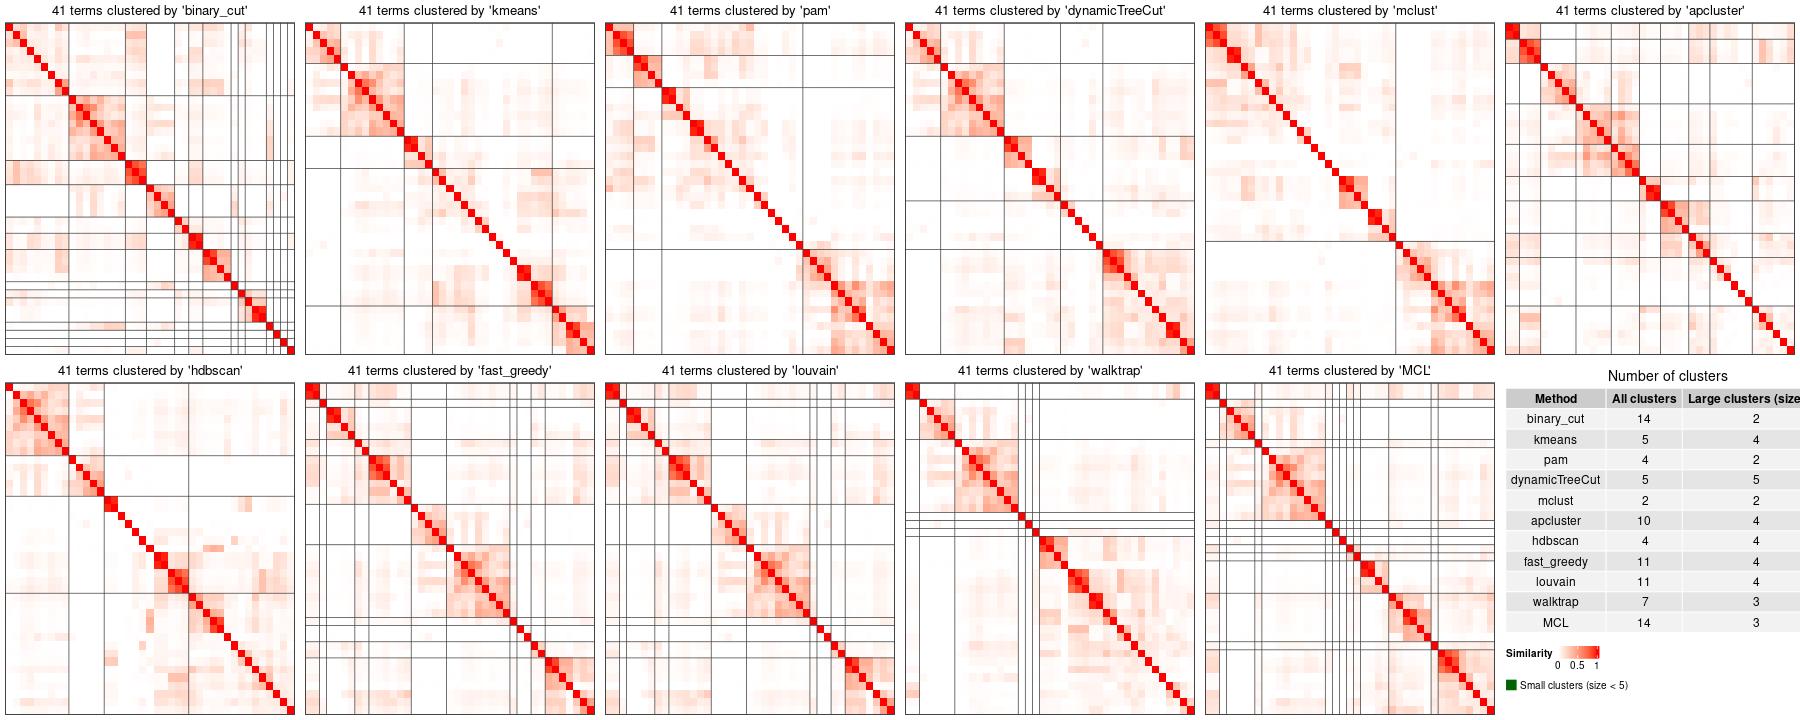 41 terms clustered by 'binary_cut'
41 terms clustered by 'kmeans'
41 terms clustered by 'pam'
41 terms clustered by 'dynamicTreeCut'
41 terms clustered by 'mclust'
41 terms clustered by 'apcluster'
41 terms clustered by 'hdbscan'
41 terms clustered by 'fast_greedy'
41 terms clustered by 'louvain'
41 terms clustered by 'walktrap'
41 terms clustered by 'MCL'
Number of clusters
Method All clusters Large clusters (size
binary_cut 14 2
kmeans 5 4
pam 4 2
dynamicTreeCut 5 5
mclust 2 2
apcluster 10 4
hdbscan 4 4
fast_greedy 11 4
louvain 11 4
walktrap 7 3
MCL 14 3
Similarity
0 0.5 1
Small clusters (size < 5)